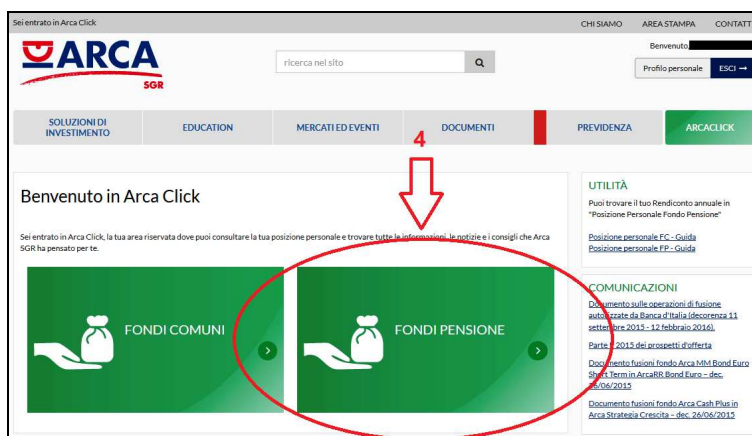 Sei entrato in Arca Click
CHI SIAMO AREA STAMPA CONTATT
ARCA
SGR
ricerca nel sito
Benvenuto,
Profilo personale ESCI →
SOLUZIONI DI
INVESTIMENTO
EDUCATION
MERCATI ED EVENTI
DOCUMENTI
PREVIDENZA
ARCACLICK
4
Benvenuto in Arca Click
Sei entrato in Arca Click, la tua area riservata dove puoi consultare la tua posizione personale e trovare tutte le informazioni, le notizie e i consigli che Arca
SGR ha pensato per te.
FONDI COMUNI
FONDI PENSIONE
UTILITÀ
Puoi trovare il tuo Rendiconto annuale in
"Posizione Personale Fondo Pensione"
Posizione personale FC - Guida
Posizione personale FP - Guida
COMUNICAZIONI
Documento sulle operazioni di fusione
autorizzate da Banca d'Italia (decorenza 11
settembre 2015 - 12 febbraio 2016).
Parte 2015 dei prospetti d'offerta
Documento fusioni fondo Arca MM Bond Euro
Short Term in ArcaRR Bond Euro – dec.
26/06/2015
Documento fusioni fondo Arca Cash Plus in
Arca Strategia Crescita – dec. 26/06/2015